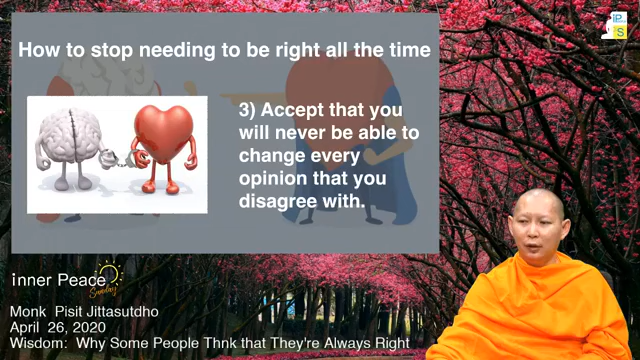 How to stop needing to be right all the time
iP
S
3) Accept that you
will never be able to
change every
opinion that you
disagree with.
inner Peace
Sunday
Monk Pisit Jittasutdho
April 26, 2020
Wisdom: Why Some People Thnk that They're Always Right